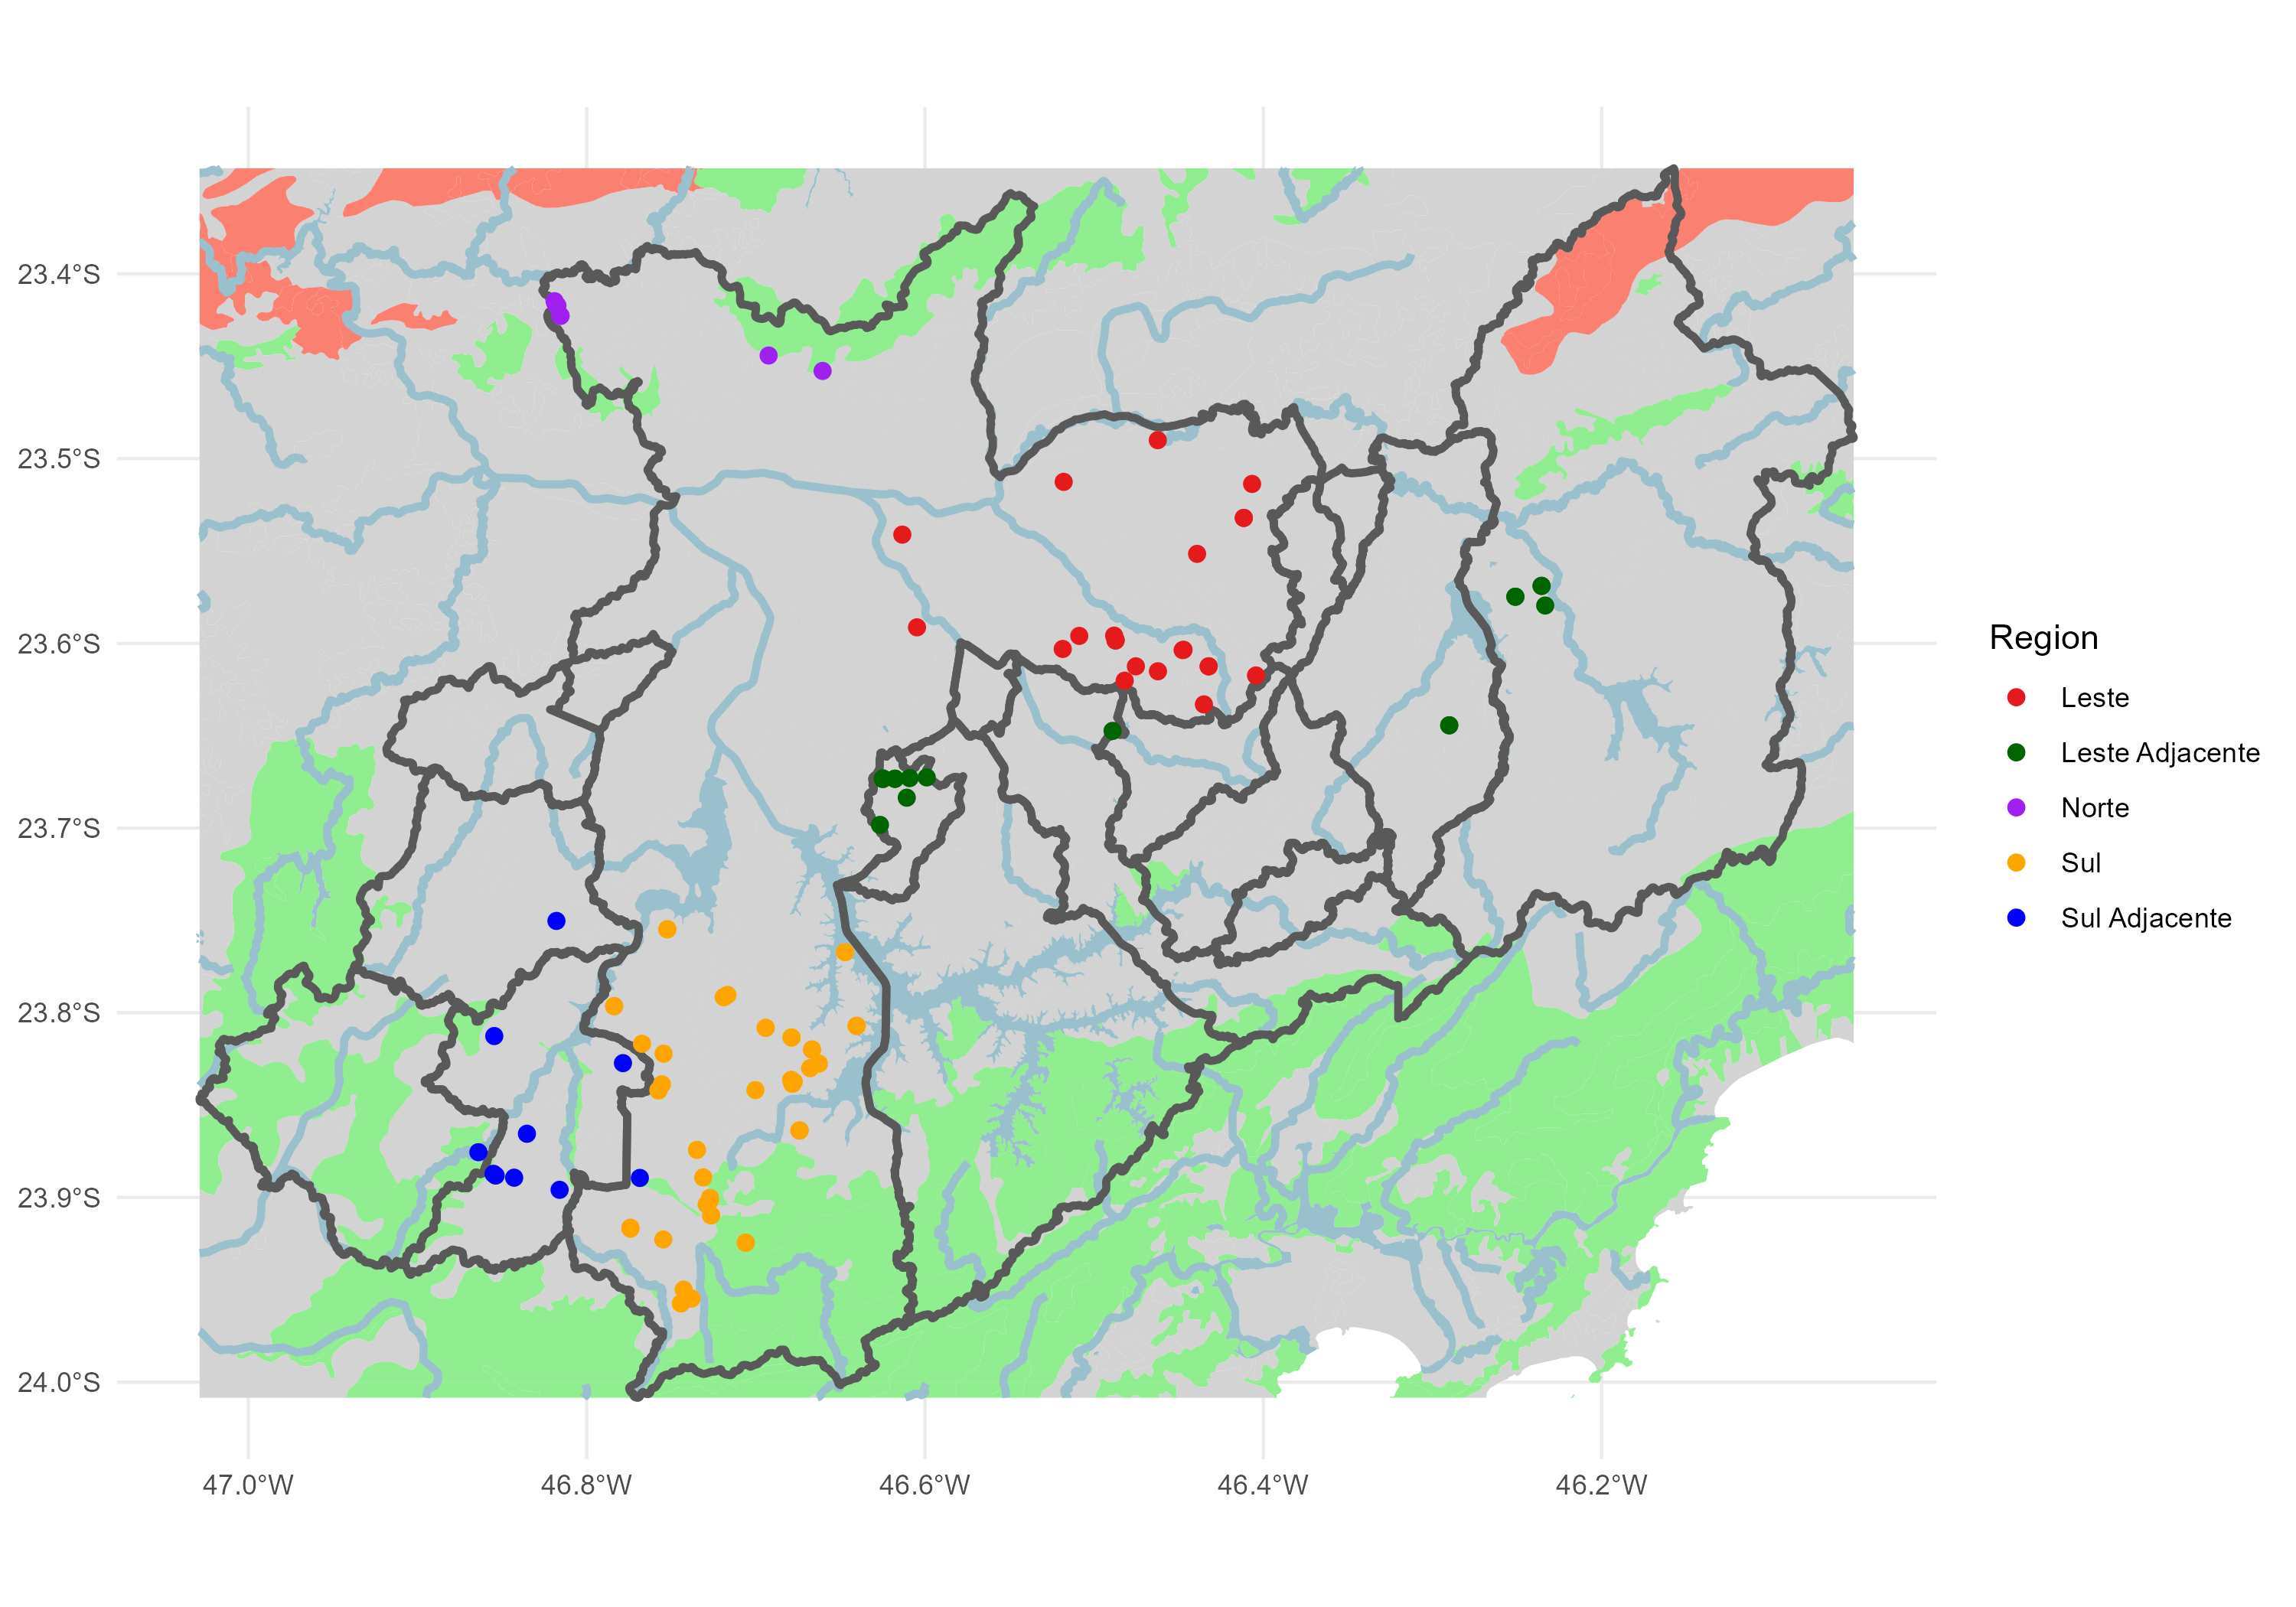 23.4°S
23.5°S
23.6°S
23.7°S
23.8°S
23.9°S
24.0°S
47.0°W
46.8°W
46.6°W
46.4°W
46.2°W
Region
Leste
Leste Adjacente
Norte
Sul
Sul Adjacente